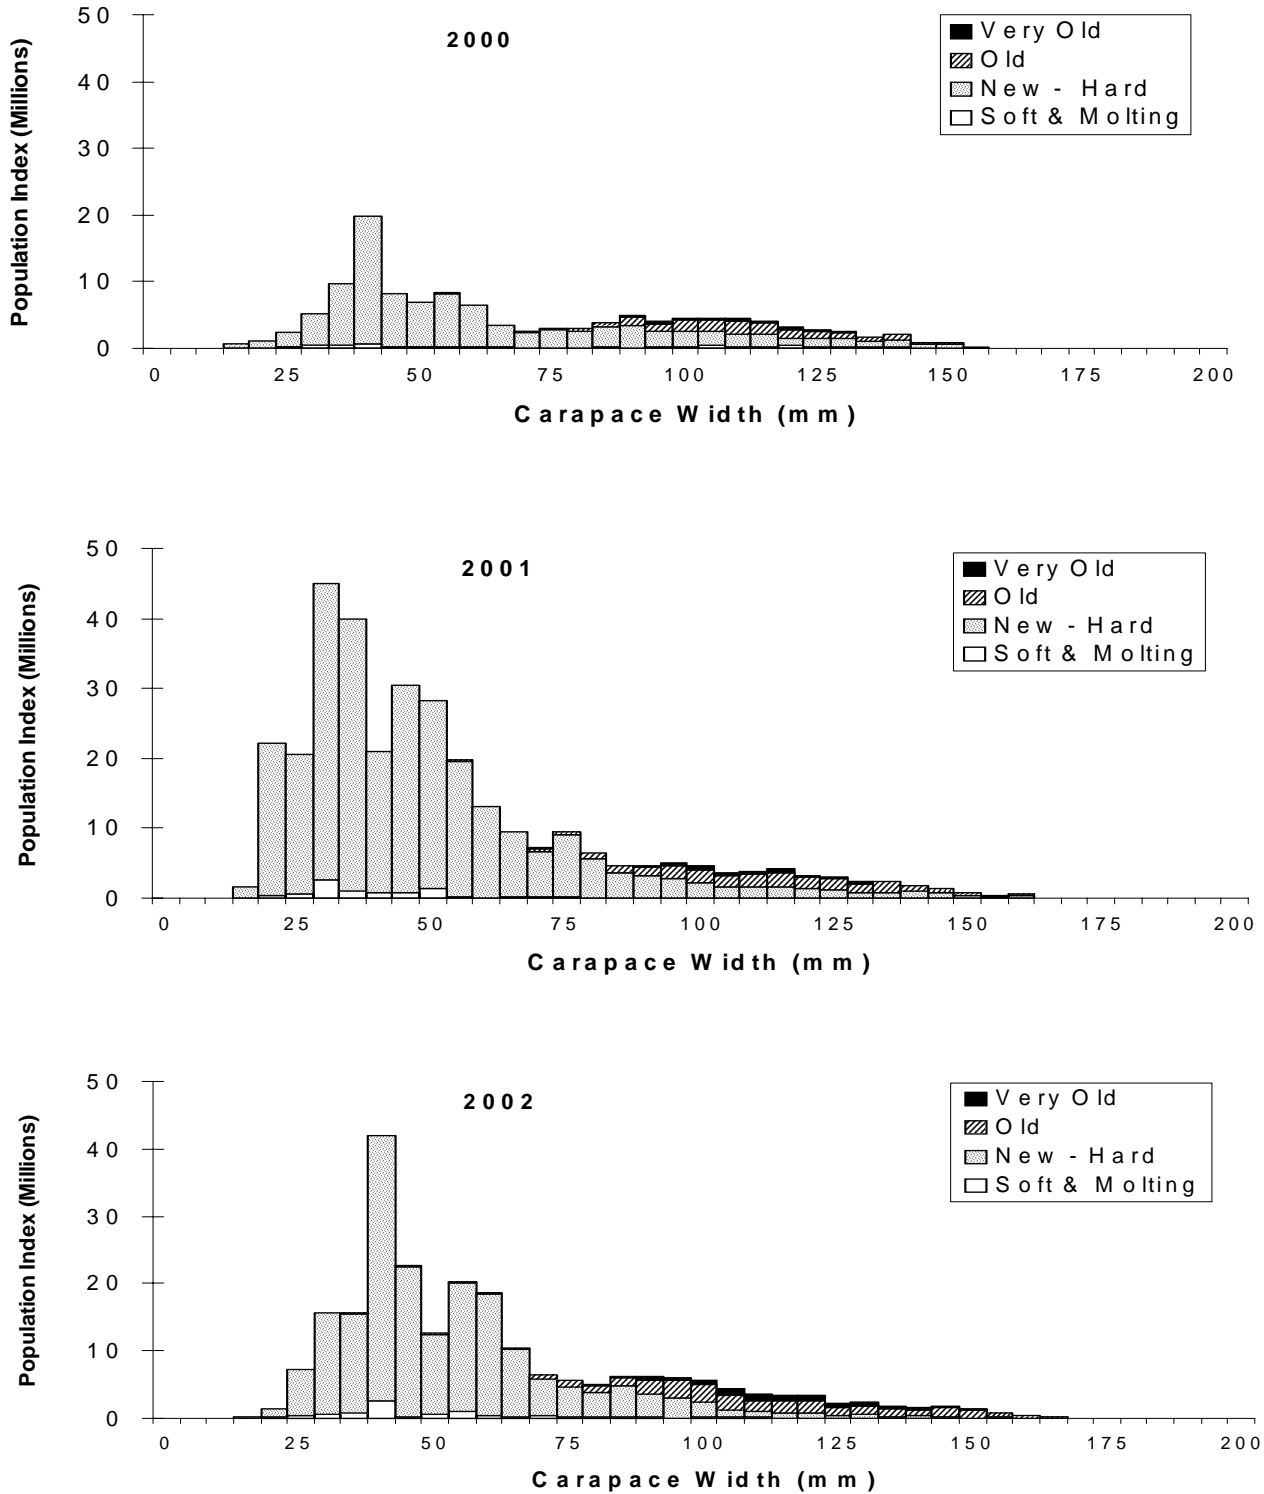 2000
Very Old
Old
New - Hard
Soft & Molting
Population Index (Millions)
50
40
30
20
10
0
0 25 50 75 100 125 150 175 200
Carapace Width (mm)
2001
Very Old
Old
New - Hard
Soft & Molting
Population Index (Millions)
50
40
30
20
10
0
0 25 50 75 100 125 150 175 200
Carapace Width (mm)
2002
Very Old
Old
New - Hard
Soft & Molting
Population Index (Millions)
50
40
30
20
10
0
0 25 50 75 100 125 150 175 200
Carapace Width (mm)